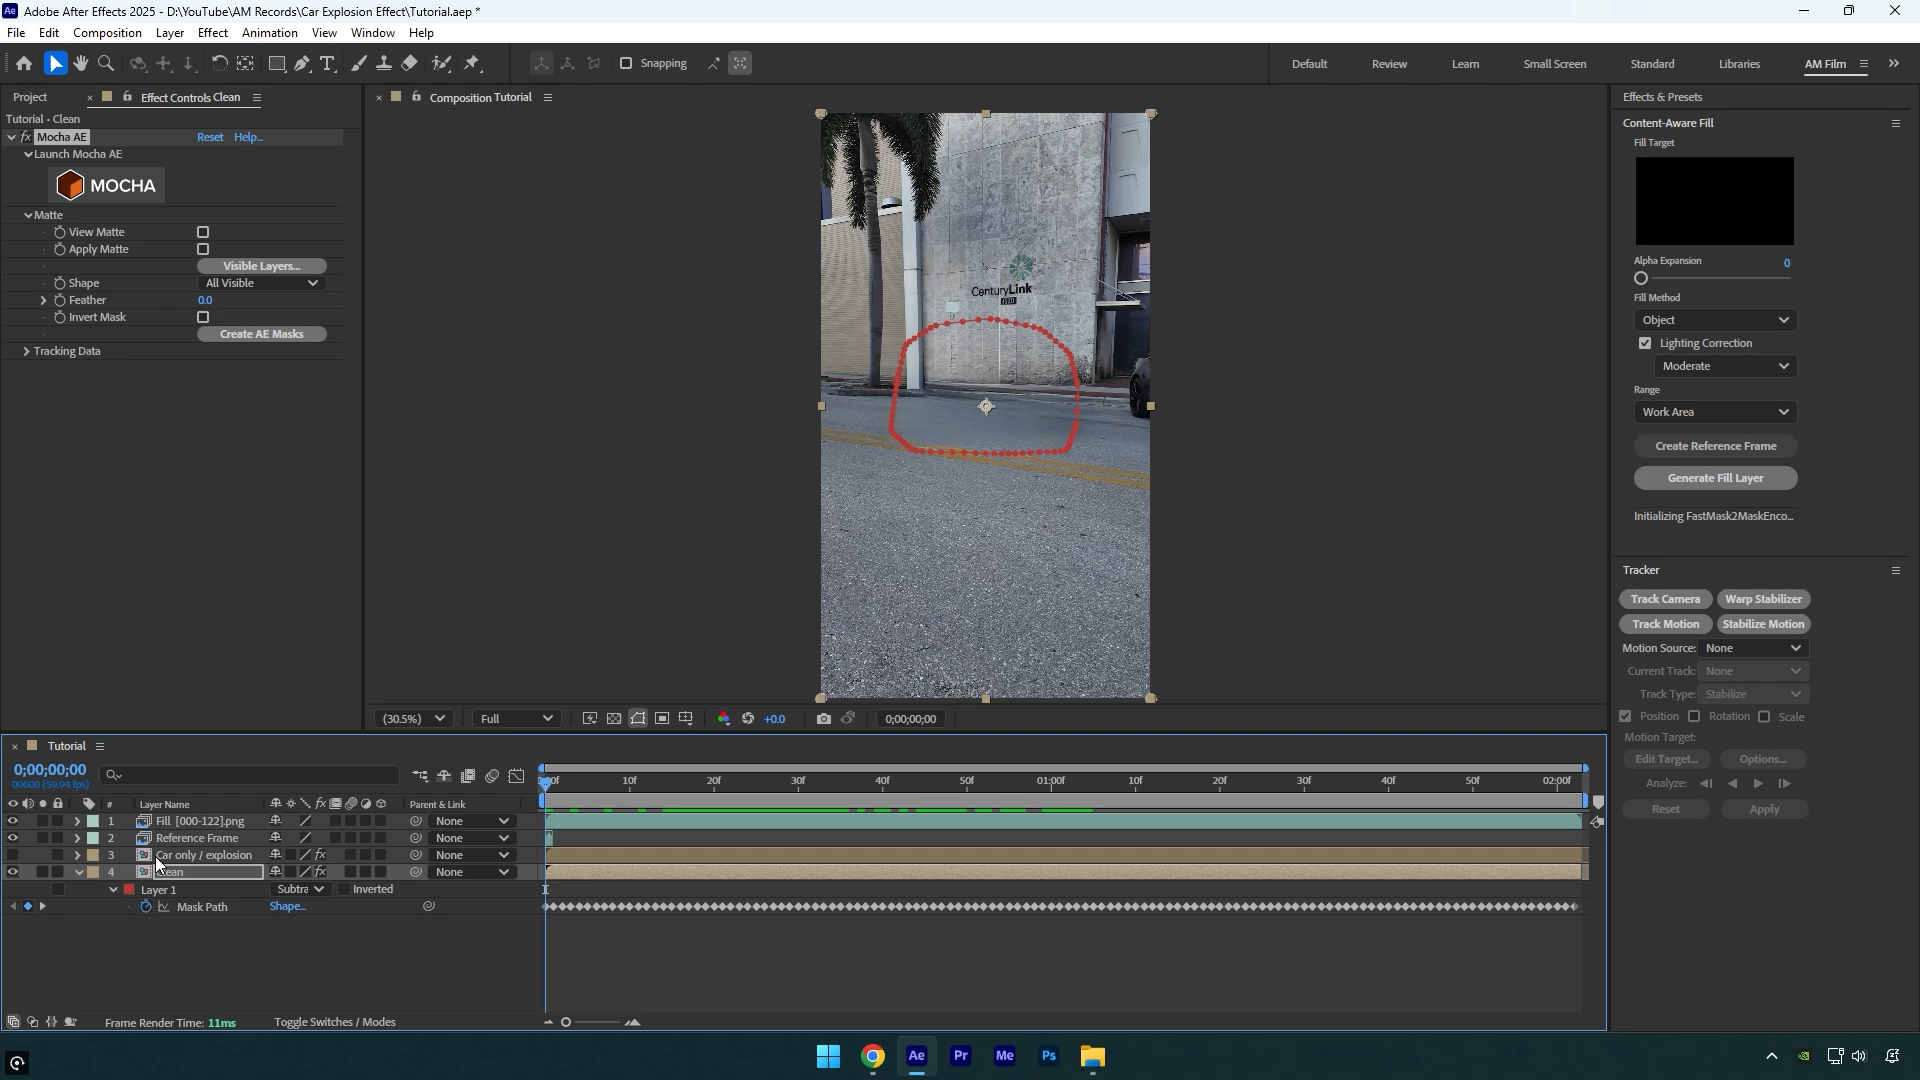 Adobe After Effects 2025 - D:\YouTube\AM Records\Car Explosion Effect\Tutorial.aep *
File Edit Composition Layer Effect Animation View Window Help
Snapping
Default Review Learn Small Screen Standard Libraries AM Film
Project
Effect Controls Clean
Tutorial • Clean
Mocha AE
Reset Help...
Launch Mocha AE
MOCHA
Matte
View Matte
Apply Matte
Visible Layers...
Shape All Visible
Feather 0.0
Invert Mask
Create AE Masks
Tracking Data
Composition Tutorial
CenturyLink
(30.5%) Full +0.0 0;00;00;00
Effects & Presets
Content-Aware Fill
Fill Target
Alpha Expansion 0
Fill Method
Object
Lighting Correction
Moderate
Range
Work Area
Create Reference Frame
Generate Fill Layer
Initializing FastMask2MaskEnco...
Tracker
Track Camera Warp Stabilizer
Track Motion Stabilize Motion
Motion Source: None
Current Track: None
Track Type: Stabilize
Position Rotation Scale
Motion Target:
Edit Target... Options...
Analyze:
Reset Apply
Tutorial
0;00;00;00
00000 (59.94 fps)
10f 20f 30f 40f 50f 01:00f 10f 20f 30f 40f 50f 02:00f
# Layer Name fx Parent & Link
1 Fill [000-122].png None
2 Reference Frame None
3 Car only / explosion fx None
4 Clean fx None
Layer 1 Subtra Inverted
Mask Path Shape...
Frame Render Time: 11ms Toggle Switches / Modes
Ae Pr Me Ps